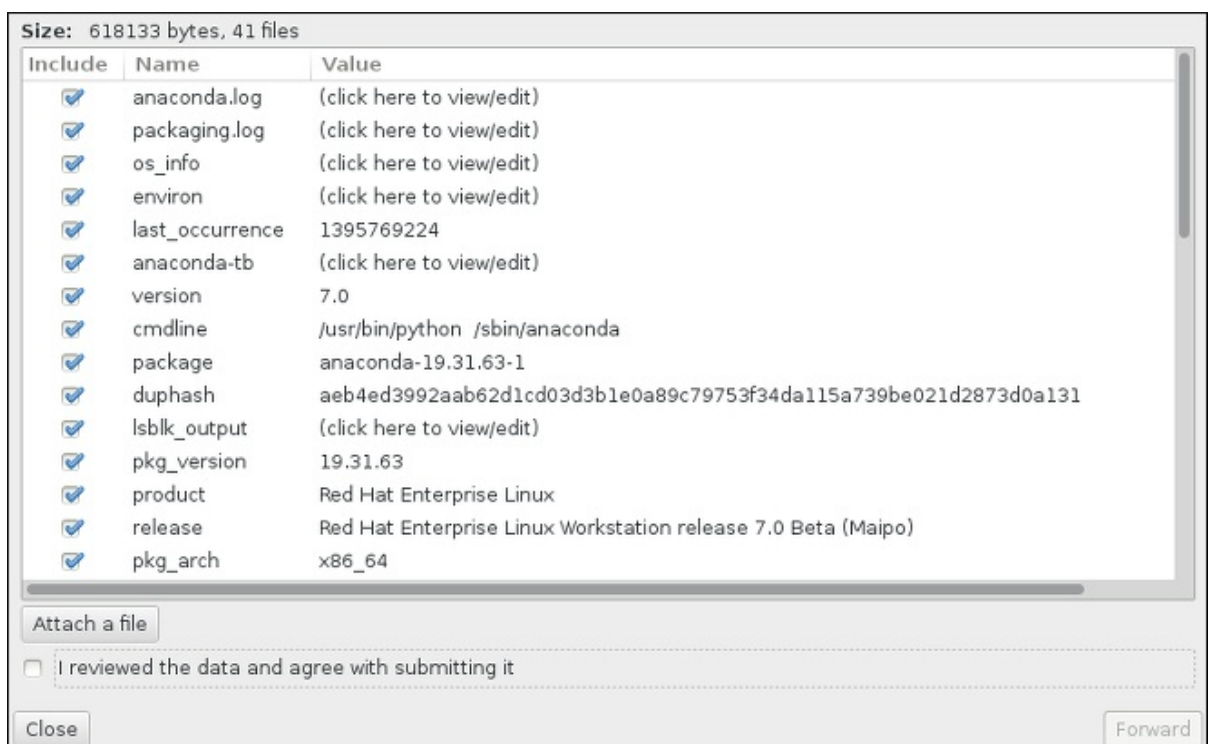 Size: 618133 bytes, 41 files
Include Name Value
anaconda.log (click here to view/edit)
packaging.log (click here to view/edit)
os_info (click here to view/edit)
environ (click here to view/edit)
last_occurrence 1395769224
anaconda-tb (click here to view/edit)
version 7.0
cmdline /usr/bin/python /sbin/anaconda
package anaconda-19.31.63-1
duphash aeb4ed3992aab62d1cd03d3b1e0a89c79753f34da115a739be021d2873d0a131
lsblk_output (click here to view/edit)
pkg_version 19.31.63
product Red Hat Enterprise Linux
release Red Hat Enterprise Linux Workstation release 7.0 Beta (Maipo)
pkg_arch x86_64
Attach a file
I reviewed the data and agree with submitting it
Close Forward